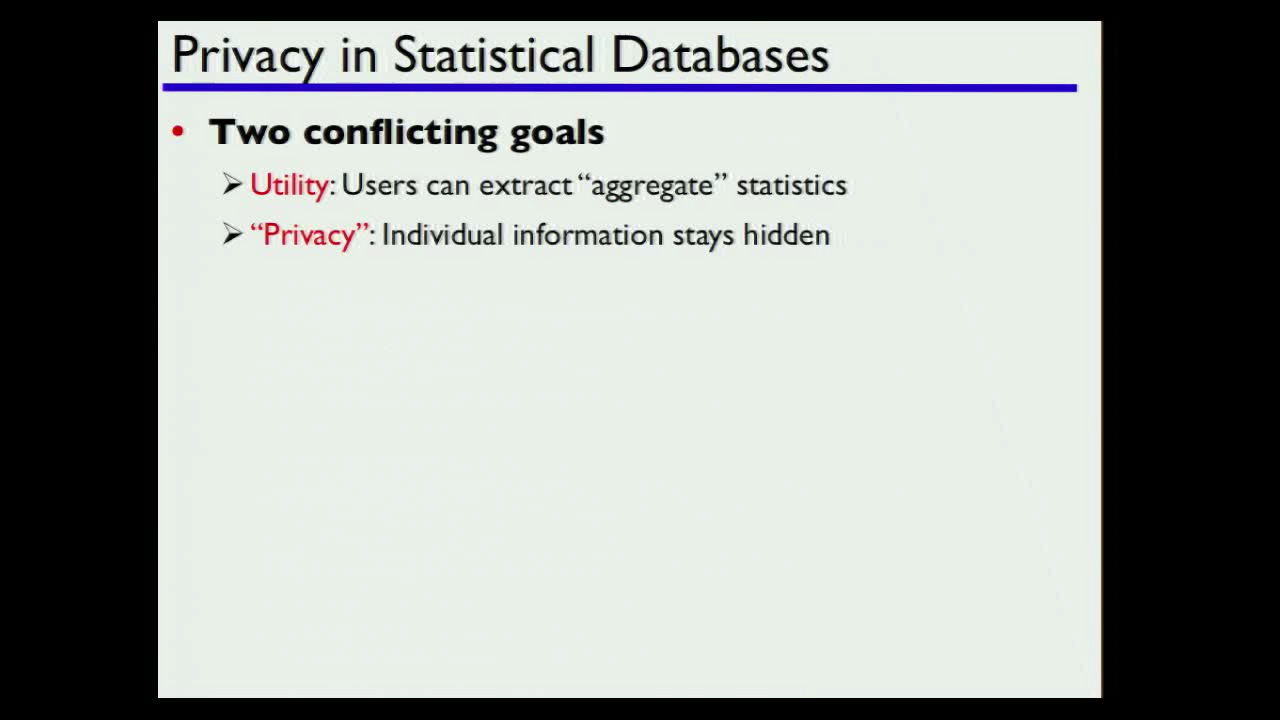 Privacy in Statistical Databases
• Two conflicting goals
➢ Utility: Users can extract “aggregate” statistics
➢ “Privacy”: Individual information stays hidden